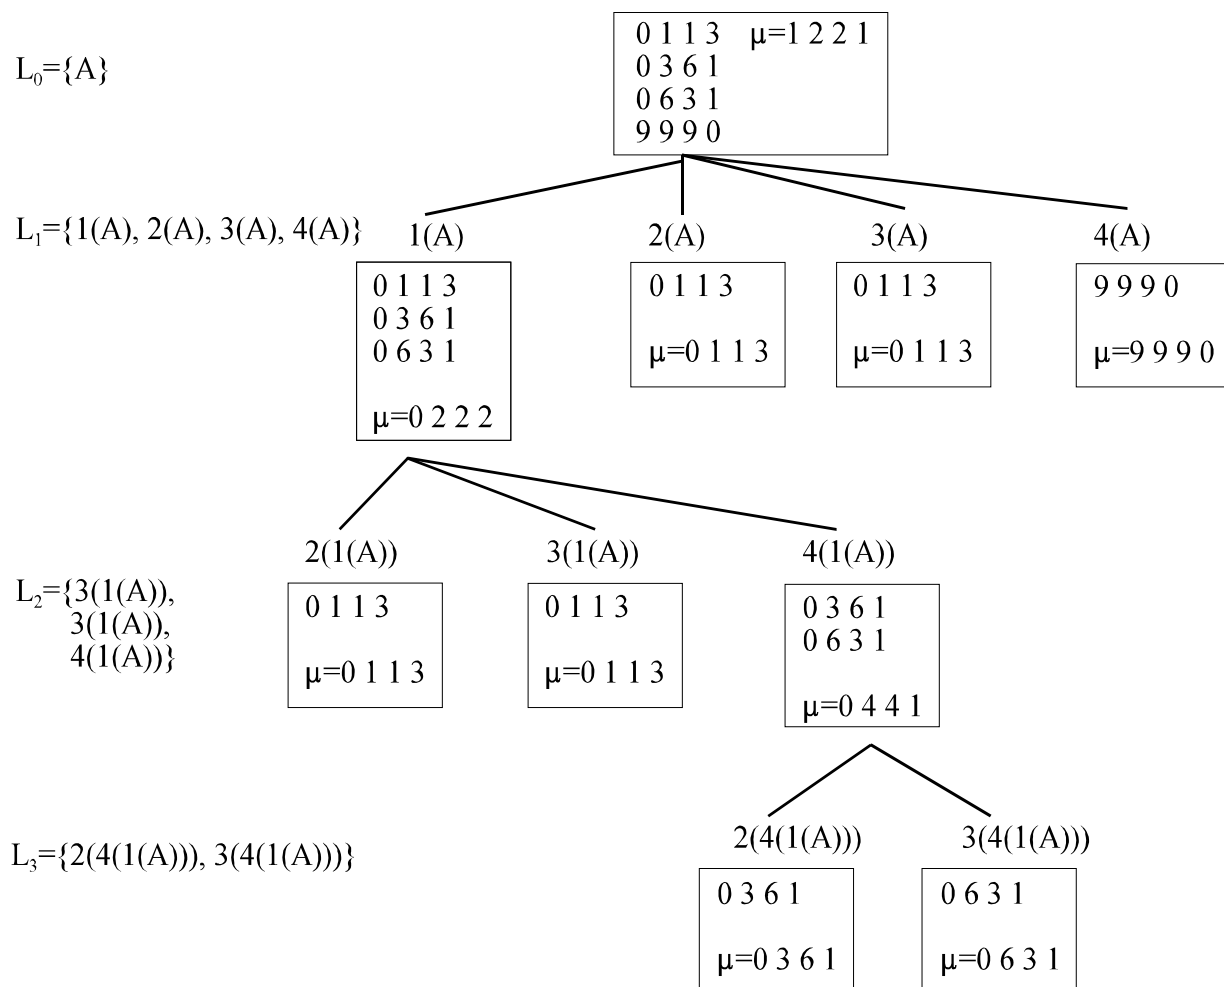 L₀={A}
0 1 1 3 μ=1 2 2 1
0 3 6 1
0 6 3 1
9 9 9 0
L₁={1(A), 2(A), 3(A), 4(A)}
1(A)
0 1 1 3
0 3 6 1
0 6 3 1
μ=0 2 2 2
2(A)
0 1 1 3
μ=0 1 1 3
3(A)
0 1 1 3
μ=0 1 1 3
4(A)
9 9 9 0
μ=9 9 9 0
L₂={3(1(A)),
3(1(A)),
4(1(A))}
2(1(A))
0 1 1 3
μ=0 1 1 3
3(1(A))
0 1 1 3
μ=0 1 1 3
4(1(A))
0 3 6 1
0 6 3 1
μ=0 4 4 1
L₃={2(4(1(A))), 3(4(1(A)))}
2(4(1(A)))
0 3 6 1
μ=0 3 6 1
3(4(1(A)))
0 6 3 1
μ=0 6 3 1